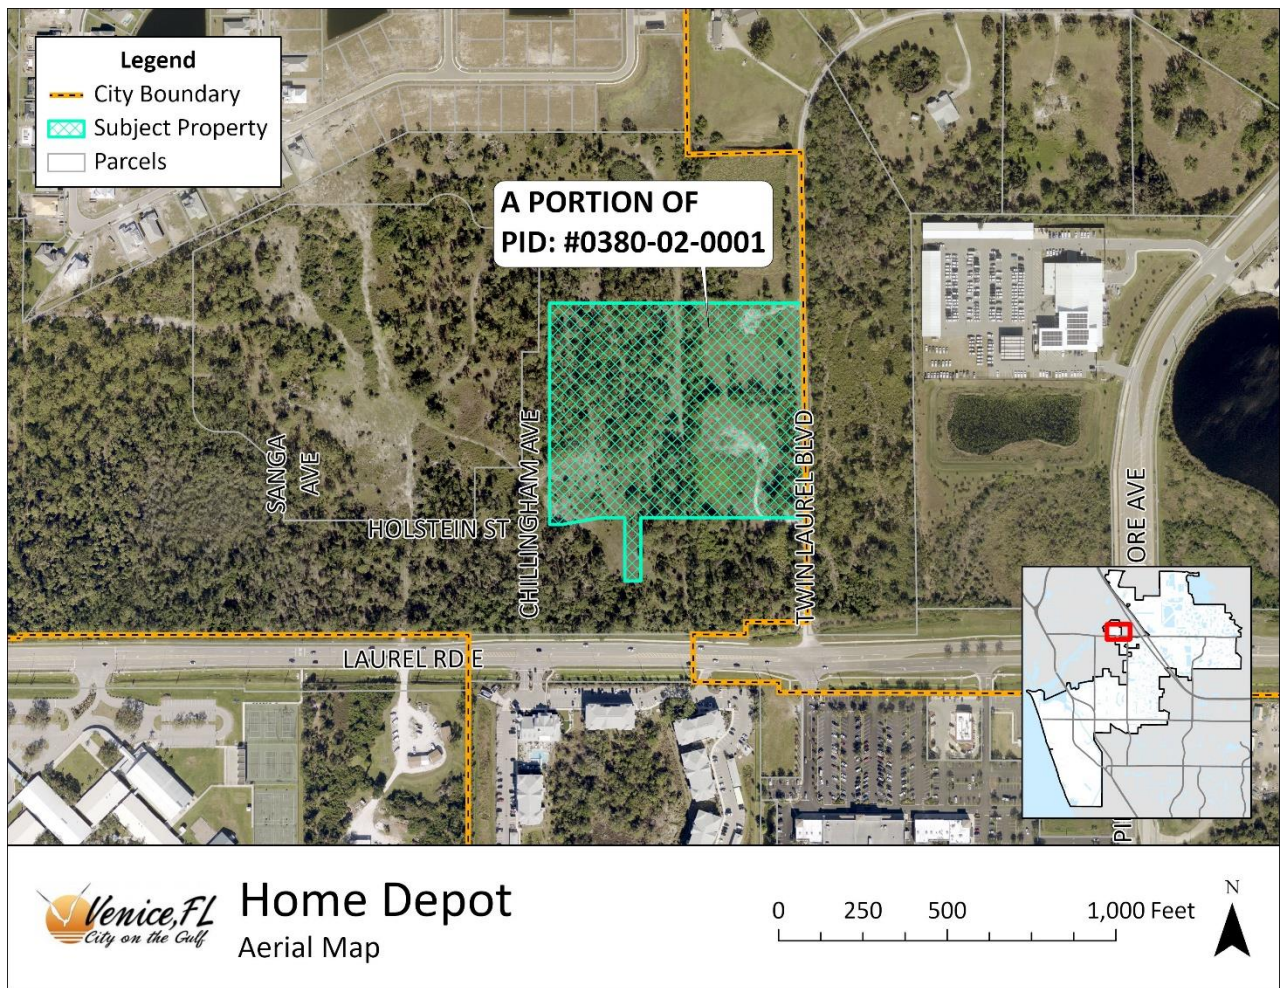 Legend
City Boundary
Subject Property
Parcels
A PORTION OF
PID: #0380-02-0001
SANGA
AVE
HOLSTEIN ST
CHILLINGHAM AVE
TWIN LAUREL BLVD
ORE AVE
LAUREL RD E
PI
Venice, FL
City on the Gulf
Home Depot
Aerial Map
0 250 500 1,000 Feet
N